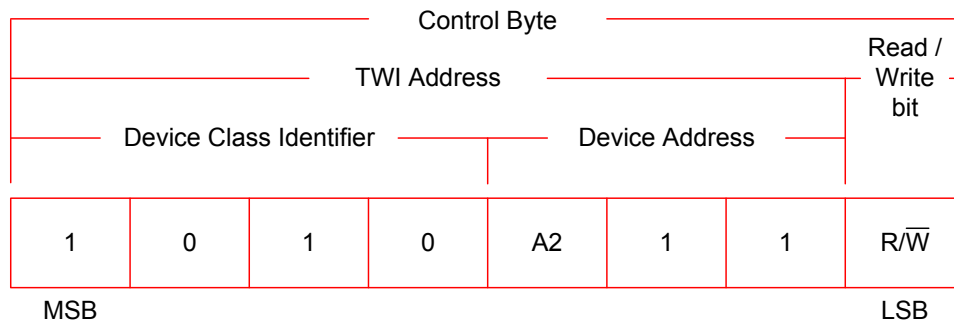 Control Byte
Read /
Write
bit
TWI Address
Device Class Identifier
Device Address
1 0 1 0 A2 1 1 R/W̅
MSB LSB